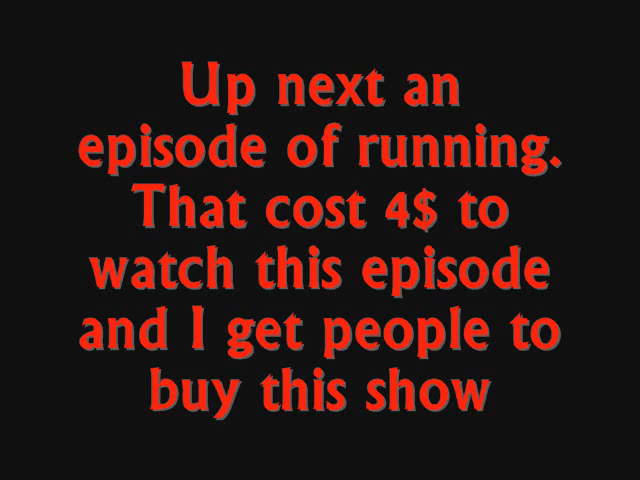 Up next an
episode of running.
That cost 4$ to
watch this episode
and I get people to
buy this show